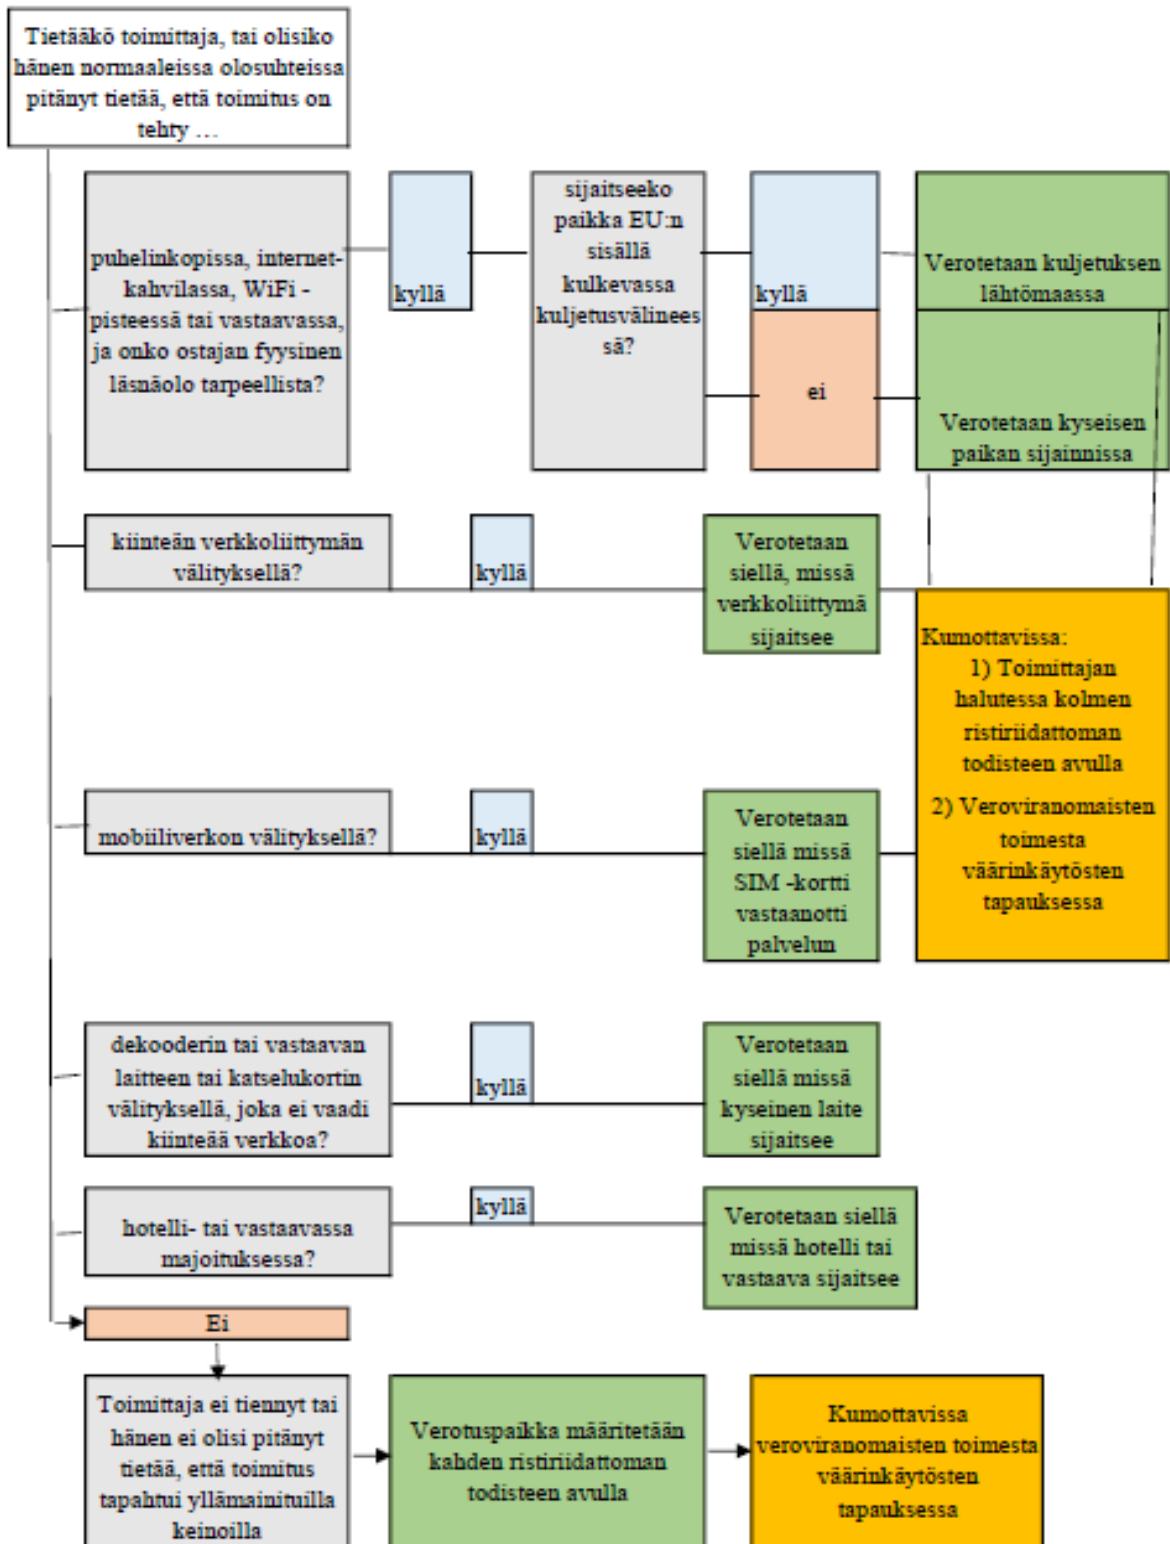 Tietääkö toimittaja, tai olisiko
hänen normaaleissa olosuhteissa
pitänyt tietää, että toimitus on
tehty …
puhelinkopissa, internet-
kahvilassa, WiFi -
pisteessä tai vastaavassa,
ja onko ostajan fyysinen
läsnäolo tarpeellista?
kyllä
sijaitseeko
paikka EU:n
sisällä
kulkevassa
kuljetusvälinees
sä?
kyllä
Verotetaan kuljetuksen
lähtömaassa
ei
Verotetaan kyseisen
paikan sijainnissa
kiinteän verkkoliittymän
välityksellä?
kyllä
Verotetaan
siellä, missä
verkkoliittymä
sijaitsee
Kumottavissa:
1) Toimittajan
halutessa kolmen
ristiriidattoman
todisteen avulla
2) Veroviranomaisten
toimesta
väärinkäytösten
tapauksessa
mobiiliverkon välityksellä?
kyllä
Verotetaan
siellä missä
SIM -kortti
vastaanotti
palvelun
dekooderin tai vastaavan
laitteen tai katselukortin
välityksellä, joka ei vaadi
kiinteää verkkoa?
kyllä
Verotetaan
siellä missä
kyseinen laite
sijaitsee
hotelli- tai vastaavassa
majoituksessa?
kyllä
Verotetaan siellä
missä hotelli tai
vastaava sijaitsee
Ei
Toimittaja ei tiennyt tai
hänen ei olisi pitänyt
tietää, että toimitus
tapahtui yllämainituilla
keinoilla
Verotuspaikka määritetään
kahden ristiriidattoman
todisteen avulla
Kumottavissa
veroviranomaisten toimesta
väärinkäytösten
tapauksessa